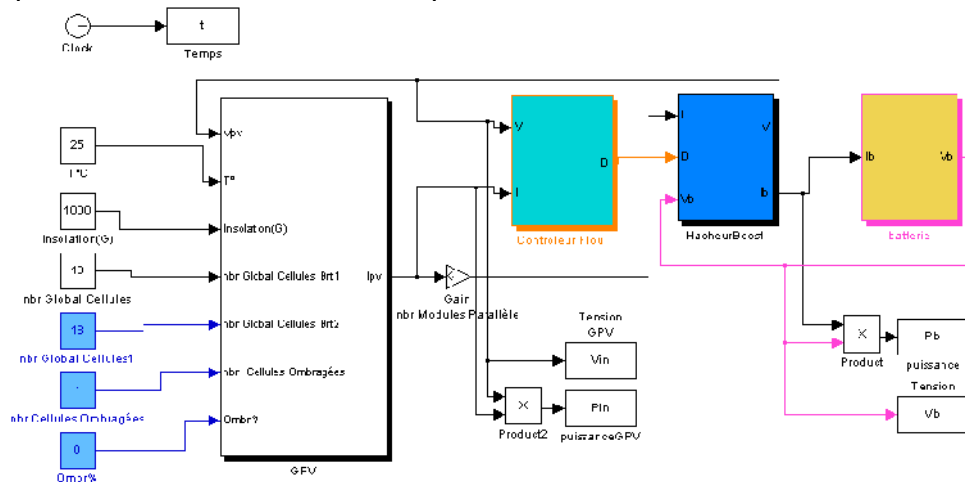 Clock
t
Temps
25
T°C
1000
Insolation(G)
nbr Global Cellules
nbr Global Cellules1
nbr Cellules Ombragées
0
Ombr%
vpv
T°
Insolation(G)
nbr Global Cellules Brt1
nbr Global Cellules Brt2
nbr Cellules Ombragées
Ombr%
Ipv
GPV
Gain
nbr Modules Parallèle
V
I
D
Controleur Flou
I
D
Vb
V
Ib
HacheurBoost
Ib
Vb
Batterie
Tension
GPV
Vin
Product2
Pin
puissanceGPV
Product
Pb
puissance
Tension
Vb